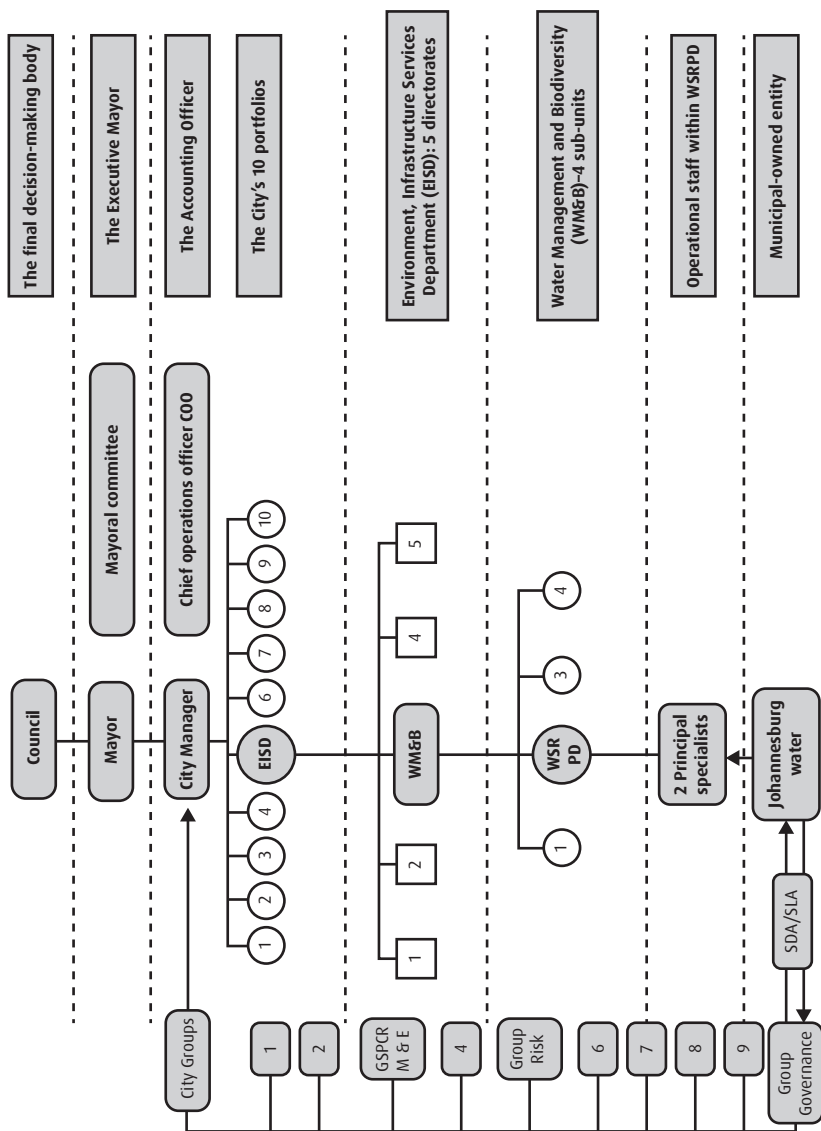 Council
The final decision-making body
Mayor
Mayoral committee
The Executive Mayor
City Groups
City Manager
Chief operations officer COO
The Accounting Officer
1
2
3
4
EISD
6
7
8
9
10
The City's 10 portfolios
1
2
GSPCR
M & E
4
Group
Risk
6
7
8
9
Group
Governance
1
2
WM&B
4
5
Environment, Infrastructure Services
Department (EISD): 5 directorates
1
WSR
PD
3
4
Water Management and Biodiversity
(WM&B)–4 sub-units
2 Principal
specialists
Operational staff within WSRPD
SDA/SLA
Johannesburg
water
Municipal-owned entity